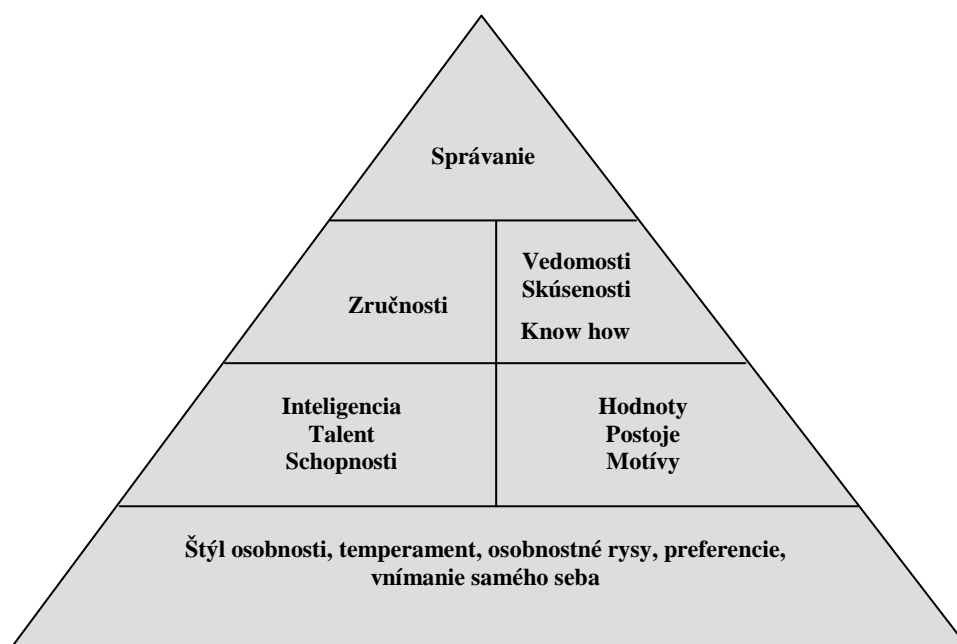 Správanie
Zručnosti
Vedomosti
Skúsenosti
Know how
Inteligencia
Talent
Schopnosti
Hodnoty
Postoje
Motívy
Štýl osobnosti, temperament, osobnostné rysy, preferencie,
vnímanie samého seba